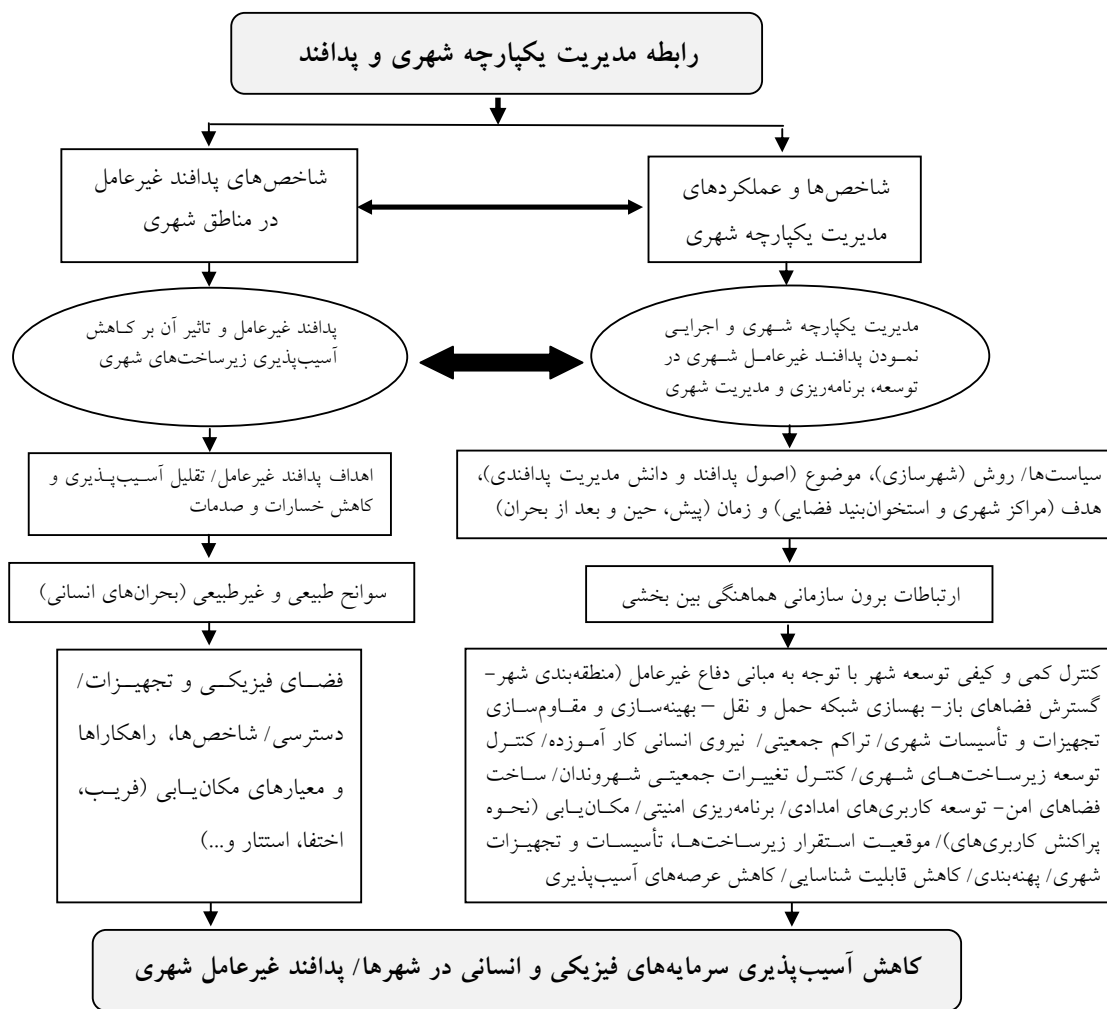 رابطه مدیریت یکپارچه شهری و پدافند
شاخص‌ها و عملکردهای
مدیریت یکپارچه شهری
شاخص‌های پدافند غیرعامل
در مناطق شهری
مدیریت یکپارچه شهری و اجرایی
نمودن پدافند غیرعامل شهری در
توسعه، برنامه‌ریزی و مدیریت شهری
پدافند غیرعامل و تاثیر آن بر کاهش
آسیب‌پذیری زیرساخت‌های شهری
سیاست‌ها/ روش (شهرسازی)، موضوع (اصول پدافند و دانش مدیریت پدافندی)،
هدف (مراکز شهری و استخوان‌بنید فضایی) و زمان (پیش، حین و بعد از بحران)
اهداف پدافند غیرعامل/ تقلیل آسیب‌پذیری و
کاهش خسارات و صدمات
ارتباطات برون سازمانی هماهنگی بین بخشی
سوانح طبیعی و غیرطبیعی (بحران‌های انسانی)
کنترل کمی و کیفی توسعه شهر با توجه به مبانی دفاع غیرعامل (منطقه‌بندی شهر-
گسترش فضاهای باز- بهسازی شبکه حمل و نقل – بهینه‌سازی و مقاوم‌سازی
تجهیزات و تأسیسات شهری/ تراکم جمعیتی/ نیروی انسانی کار آموزده/ کنترل
توسعه زیرساخت‌های شهری/ کنترل تغییرات جمعیتی شهروندان/ ساخت
فضاهای امن- توسعه کاربری‌های امدادی/ برنامه‌ریزی امنیتی/ مکان‌یابی (نحوه
پراکنش کاربری‌های)/ موقعیت استقرار زیرساخت‌ها، تأسیسات و تجهیزات
شهری/ پهنه‌بندی/ کاهش قابلیت شناسایی/ کاهش عرصه‌های آسیب‌پذیری
فضای فیزیکی و تجهیزات/
دسترسی/ شاخص‌ها، راهکاراها
و معیارهای مکان‌یابی (فریب،
اختفا، استتار و...)
کاهش آسیب‌پذیری سرمایه‌های فیزیکی و انسانی در شهرها/ پدافند غیرعامل شهری